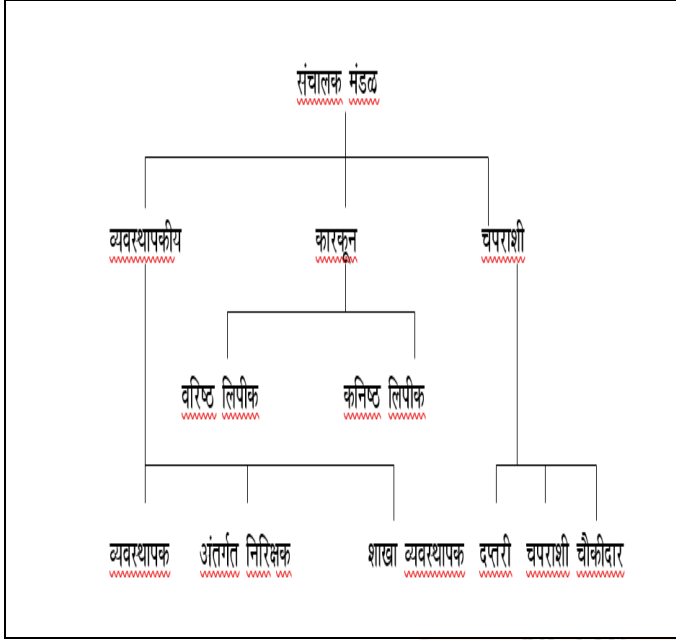 संचालक मंडळ
व्यवस्थापकीय कारकून चपराशी
वरिष्ठ लिपीक कनिष्ठ लिपीक
व्यवस्थापक आंतर्गत निरिक्षक शाखा व्यवस्थापक दप्तरी चपराशी चौकीदार